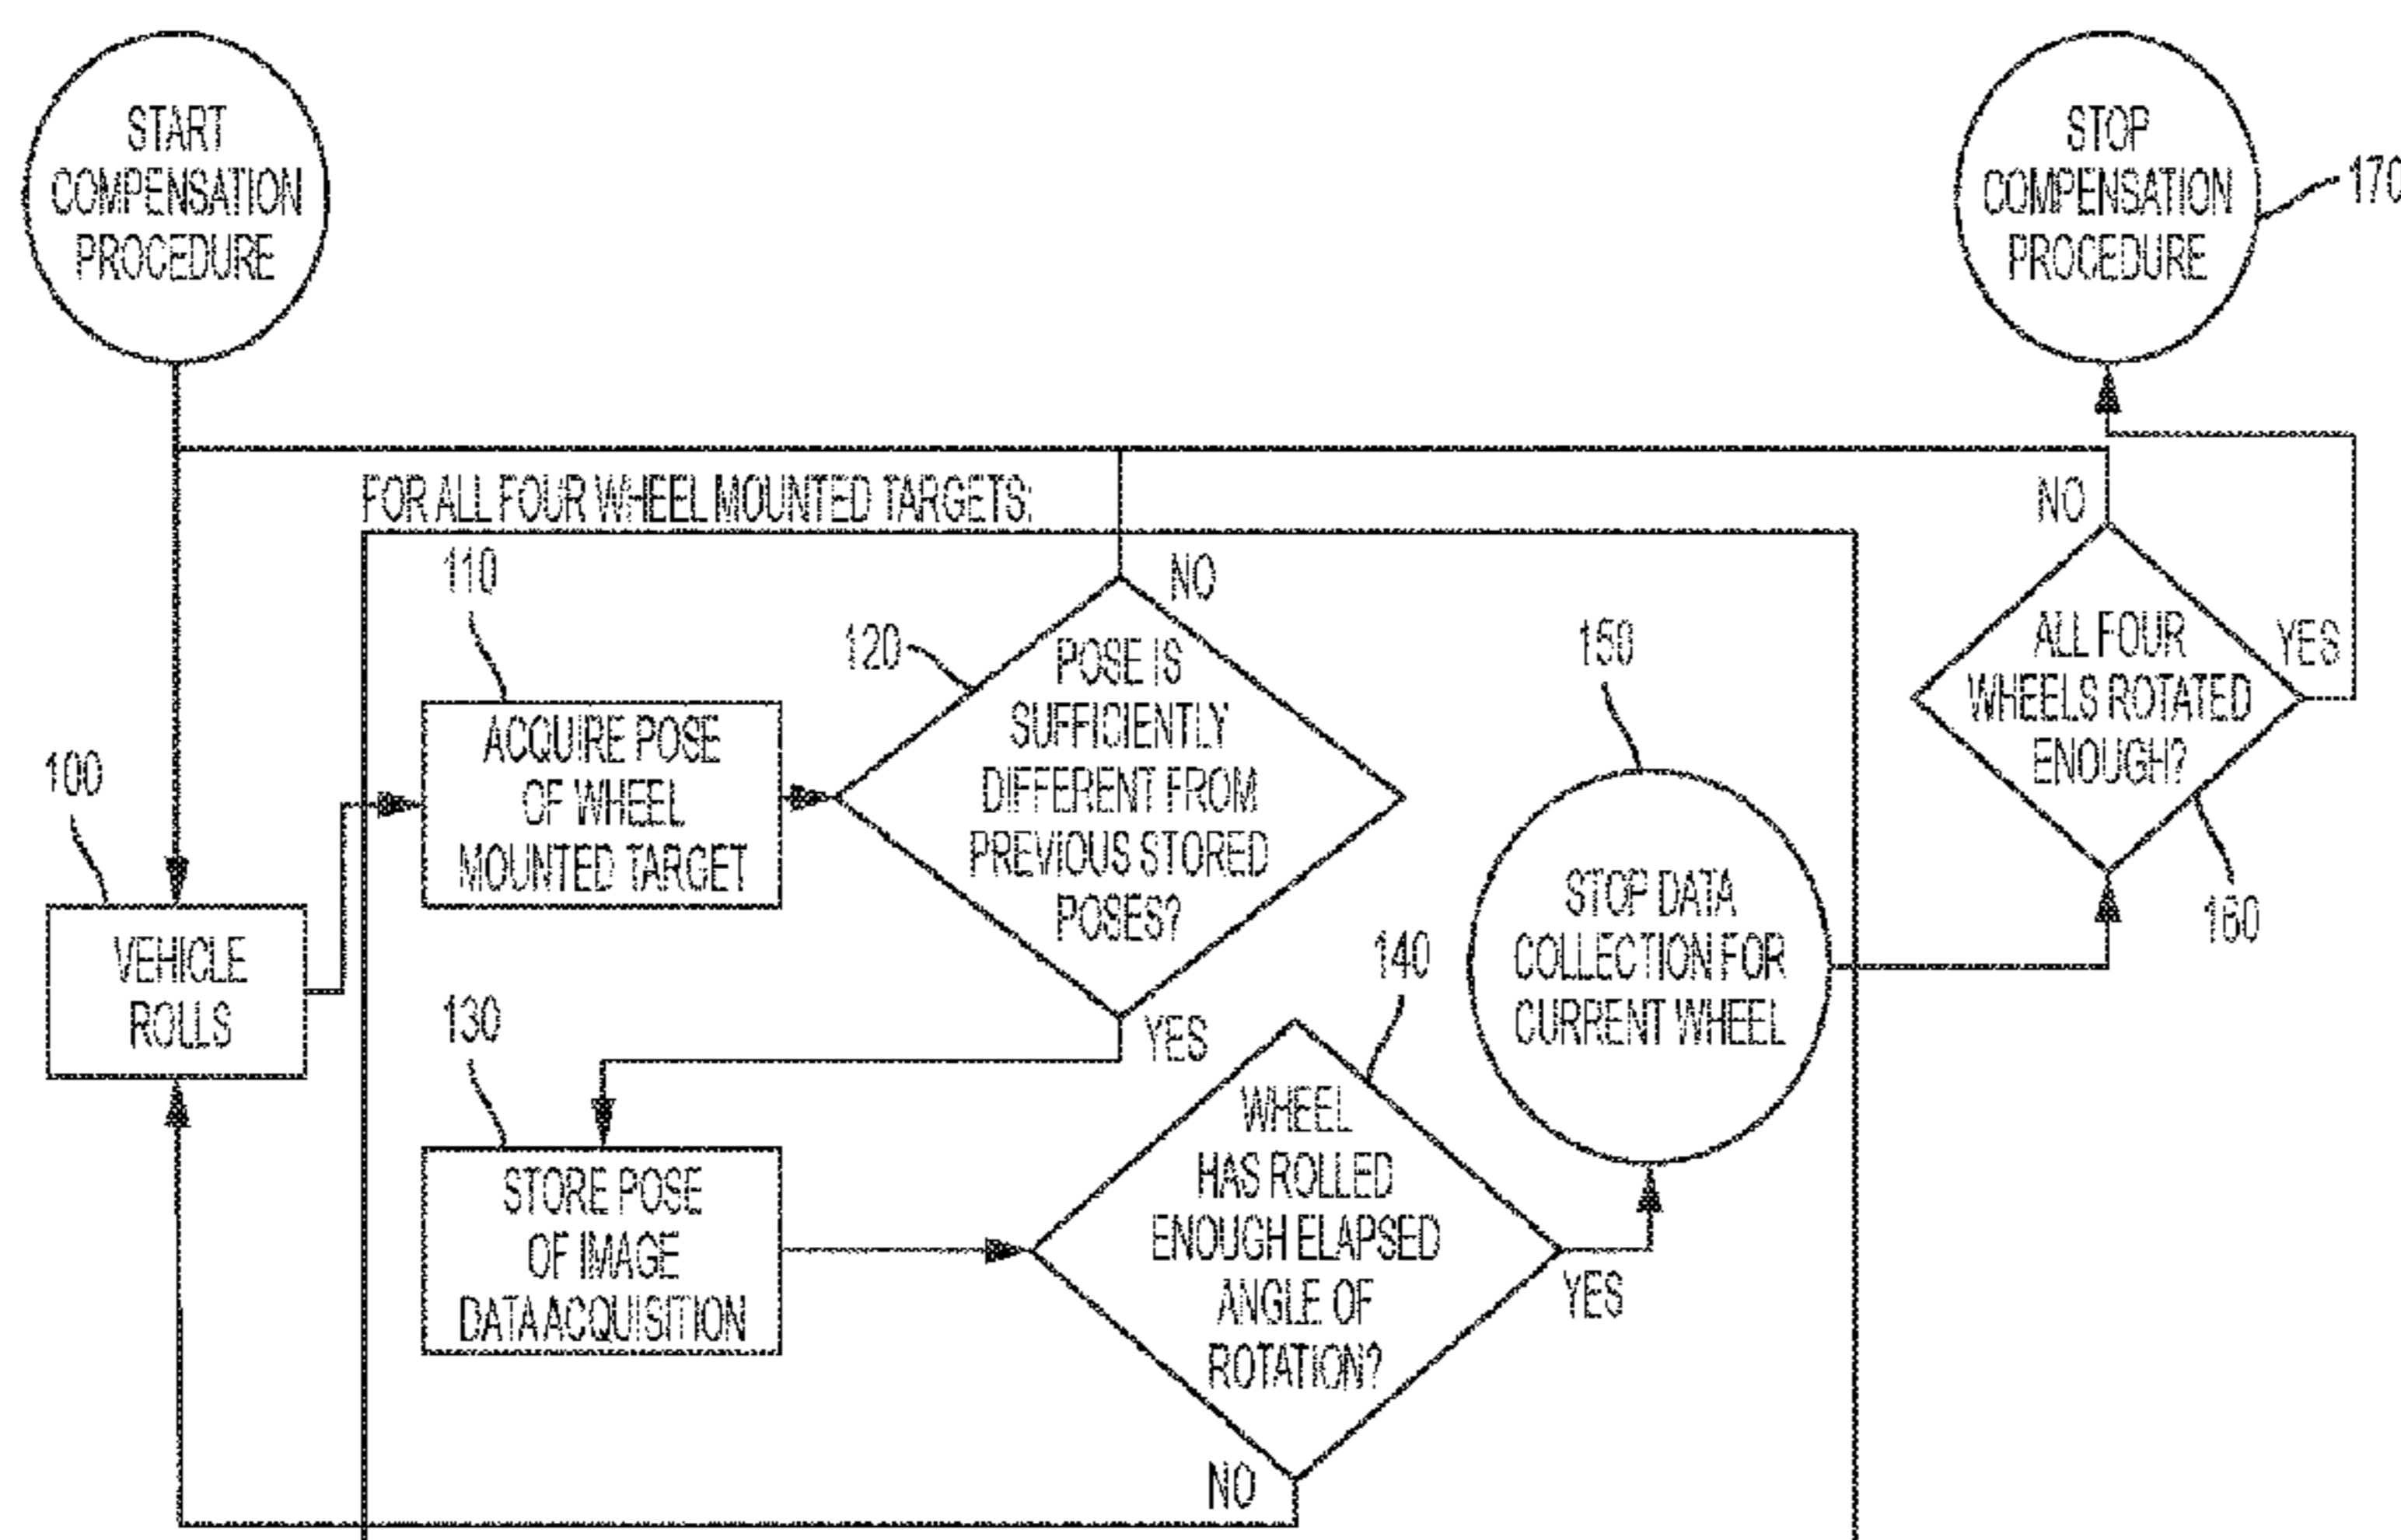 START
COMPENSATION
PROCEDURE
STOP
COMPENSATION
PROCEDURE
170
FOR ALL FOUR WHEEL MOUNTED TARGETS:
110
ACQUIRE POSE
OF WHEEL
MOUNTED TARGET
120
NO
POSE IS
SUFFICIENTLY
DIFFERENT FROM
PREVIOUS STORED
POSES?
YES
100
VEHICLE
ROLLS
130
STORE POSE
OF IMAGE
DATA ACQUISITION
140
WHEEL
HAS ROLLED
ENOUGH ELAPSED
ANGLE OF
ROTATION?
YES
NO
150
STOP DATA
COLLECTION FOR
CURRENT WHEEL
NO
ALL FOUR
WHEELS ROTATED
ENOUGH?
YES
160